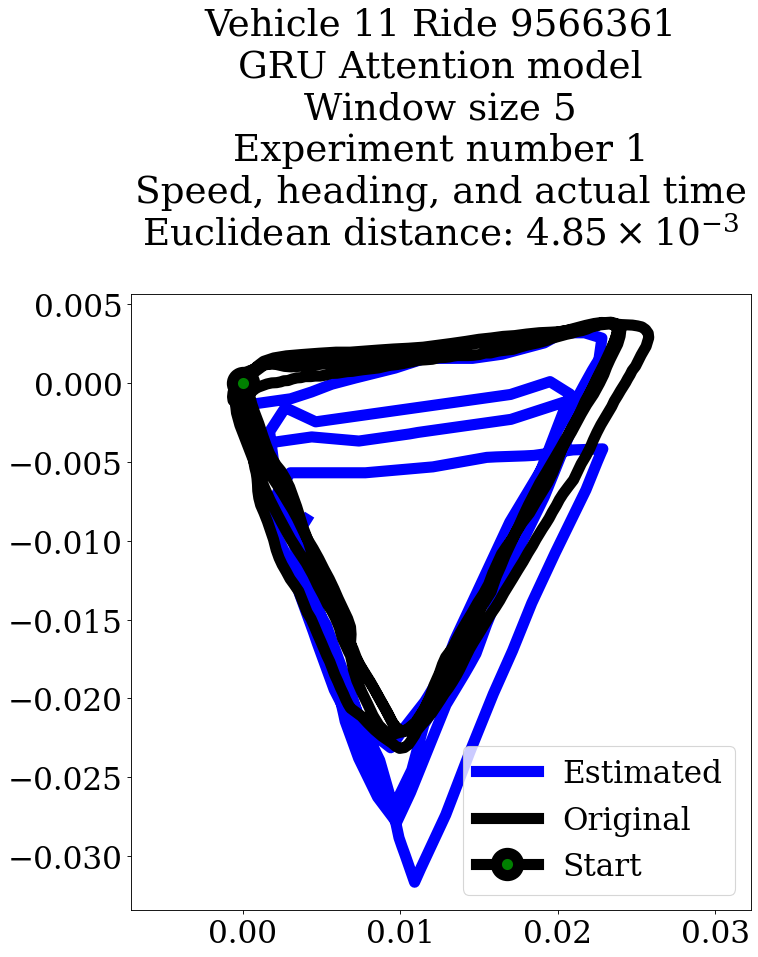 Vehicle 11 Ride 9566361
GRU Attention model
Window size 5
Experiment number 1
Speed, heading, and actual time
Euclidean distance: 4.85 × 10⁻³
0.005
0.000
−0.005
−0.010
−0.015
−0.020
−0.025
−0.030
Estimated
Original
Start
0.00 0.01 0.02 0.03